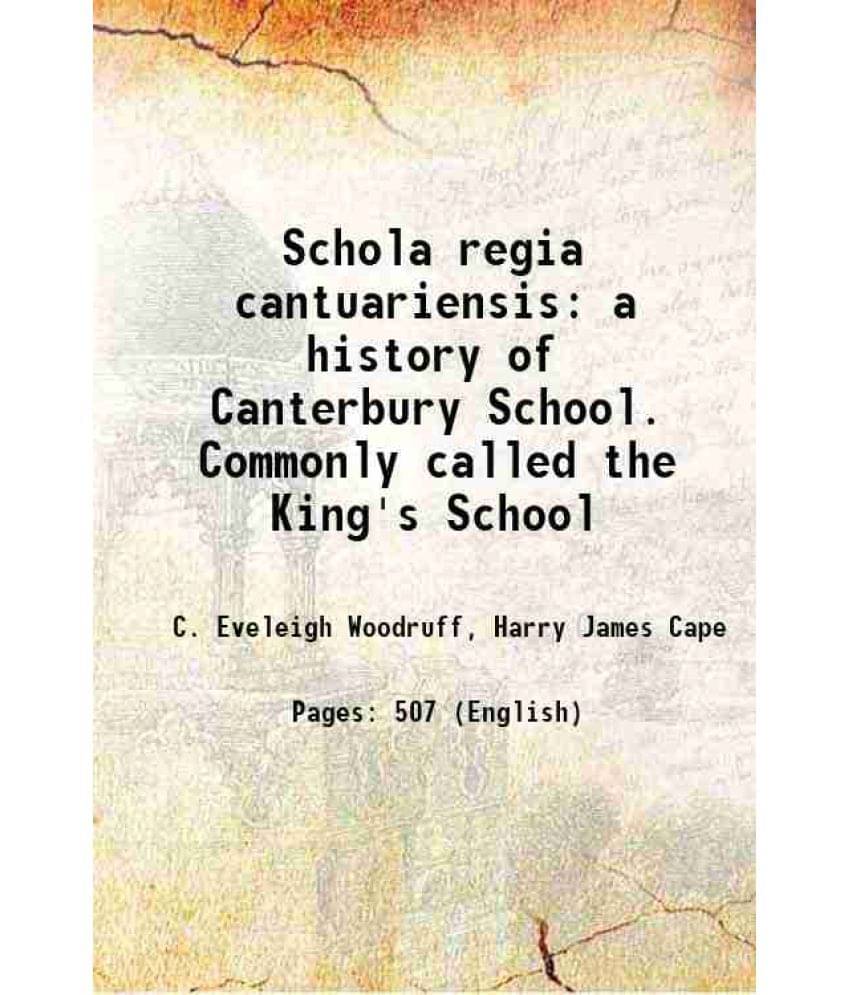 Schola regia
cantuariensis: a
history of
Canterbury School.
Commonly called the
King's School
C. Eveleigh Woodruff, Harry James Cape
Pages: 507 (English)